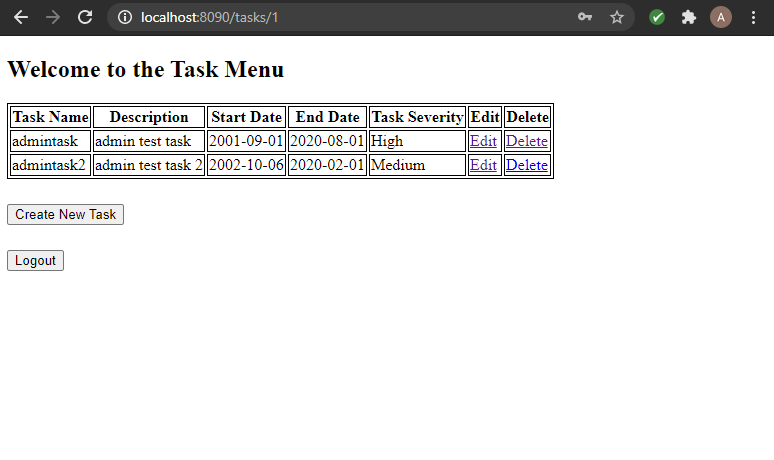 localhost:8090/tasks/1
A
Welcome to the Task Menu
Task Name Description Start Date End Date Task Severity Edit Delete
admintask admin test task 2001-09-01 2020-08-01 High Edit Delete
admintask2 admin test task 2 2002-10-06 2020-02-01 Medium Edit Delete
Create New Task
Logout